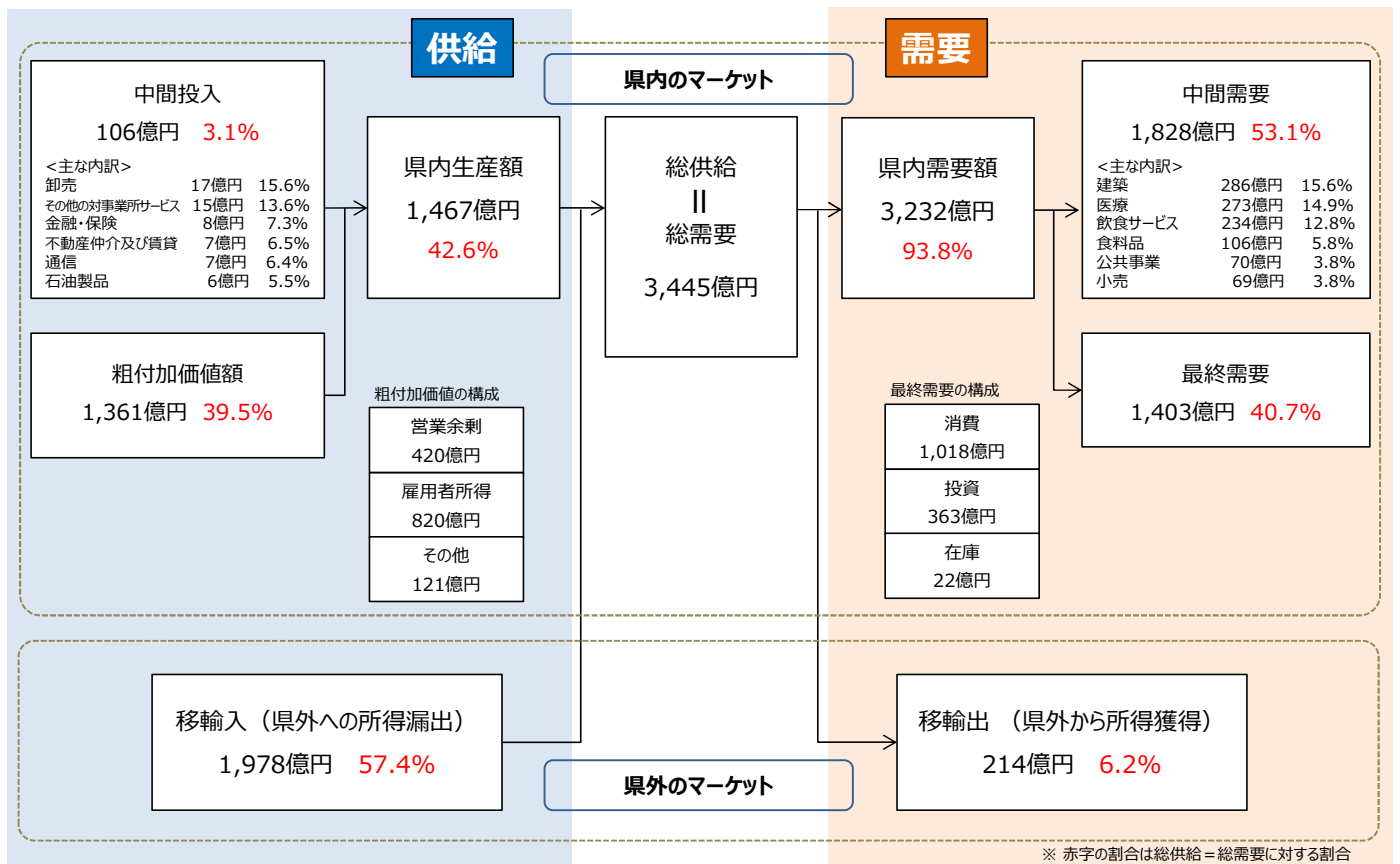 供給
需要
県内のマーケット
中間投入
106億円 3.1%
<主な内訳>
卸売 17億円 15.6%
その他の対事業所サービス 15億円 13.6%
金融・保険 8億円 7.3%
不動産仲介及び賃貸 7億円 6.5%
通信 7億円 6.4%
石油製品 6億円 5.5%
粗付加価値額
1,361億円 39.5%
県内生産額
1,467億円
42.6%
粗付加価値の構成
営業余剰
420億円
雇用者所得
820億円
その他
121億円
総供給
=
総需要
3,445億円
県内需要額
3,232億円
93.8%
最終需要の構成
消費
1,018億円
投資
363億円
在庫
22億円
中間需要
1,828億円 53.1%
<主な内訳>
建築 286億円 15.6%
医療 273億円 14.9%
飲食サービス 234億円 12.8%
食料品 106億円 5.8%
公共事業 70億円 3.8%
小売 69億円 3.8%
最終需要
1,403億円 40.7%
移輸入（県外への所得漏出）
1,978億円 57.4%
県外のマーケット
移輸出 （県外から所得獲得）
214億円 6.2%
※ 赤字の割合は総供給＝総需要に対する割合